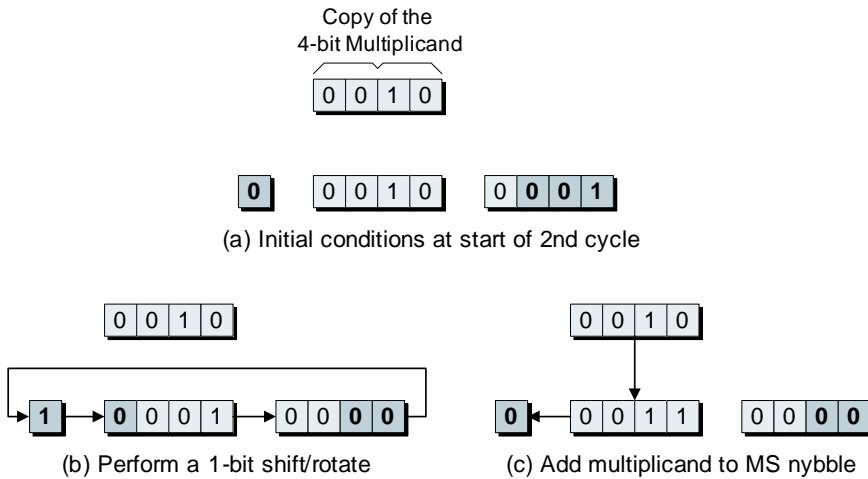 Copy of the
4-bit Multiplicand
0 0 1 0
0 0 0 1 0 0 0 0 1
(a) Initial conditions at start of 2nd cycle
0 0 1 0 0 0 1 0
1 0 0 0 1 0 0 0 0 0 0 0 1 1 0 0 0 0
(b) Perform a 1-bit shift/rotate (c) Add multiplicand to MS nybble